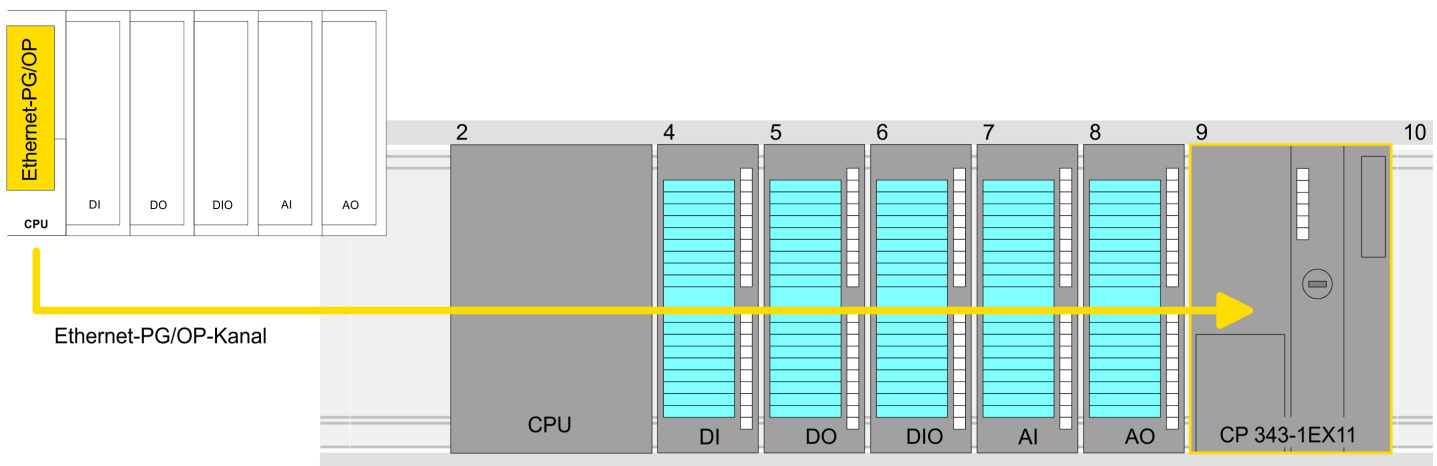 Ethernet-PG/OP
CPU
DI
DO
DIO
AI
AO
Ethernet-PG/OP-Kanal
2
4
5
6
7
8
9
10
CPU
DI
DO
DIO
AI
AO
CP 343-1EX11